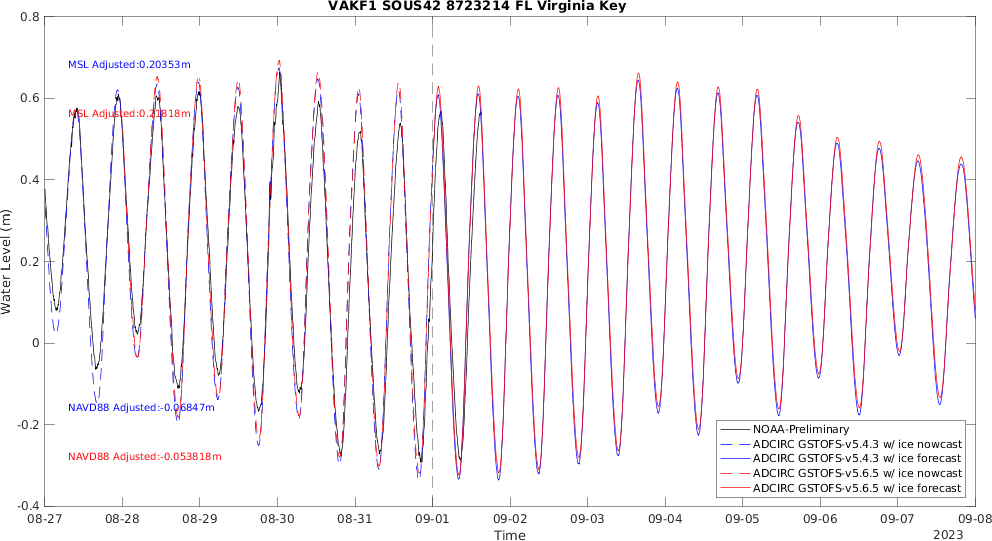 VAKF1 SOUS42 8723214 FL Virginia Key
0.8
0.6
0.4
0.2
0
-0.2
-0.4
Water Level (m)
MSL Adjusted:0.20353m
MSL Adjusted:0.21818m
NAVD88 Adjusted:-0.06847m
NAVD88 Adjusted:-0.053818m
NOAA-Preliminary
ADCIRC GSTOFS-v5.4.3 w/ ice nowcast
ADCIRC GSTOFS-v5.4.3 w/ ice forecast
ADCIRC GSTOFS-v5.6.5 w/ ice nowcast
ADCIRC GSTOFS-v5.6.5 w/ ice forecast
08-27 08-28 08-29 08-30 08-31 09-01 09-02 09-03 09-04 09-05 09-06 09-07 09-08
Time
2023